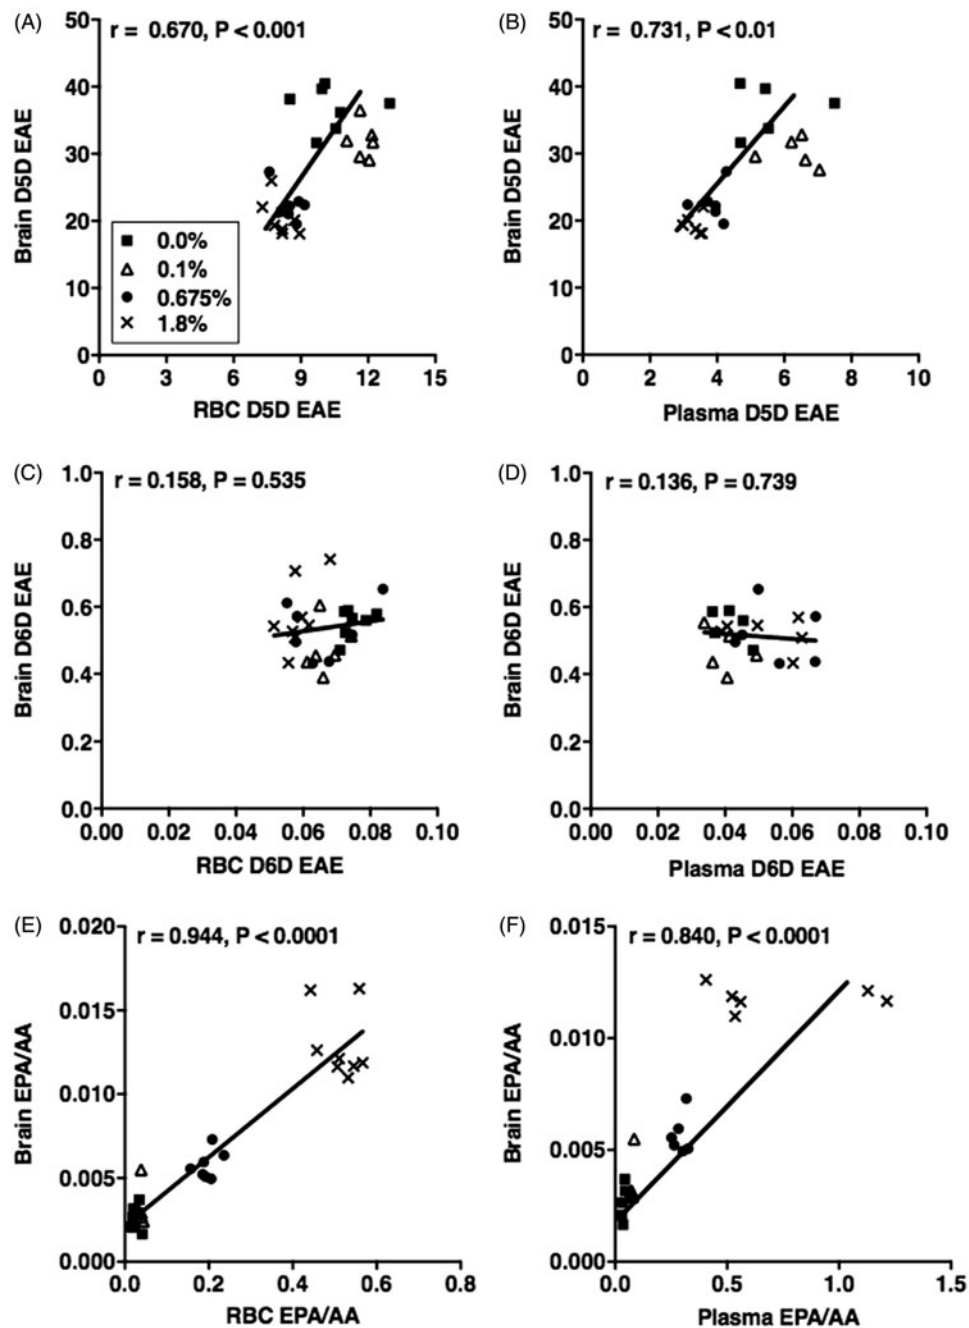 (A)
r = 0.670, P < 0.001
50
40
30
20
10
0
Brain D5D EAE
0.0%
0.1%
0.675%
1.8%
0 3 6 9 12 15
RBC D5D EAE
(B)
r = 0.731, P < 0.01
50
40
30
20
10
0
Brain D5D EAE
0 2 4 6 8 10
Plasma D5D EAE
(C)
r = 0.158, P = 0.535
1.0
0.8
0.6
0.4
0.2
0.0
Brain D6D EAE
0.00 0.02 0.04 0.06 0.08 0.10
RBC D6D EAE
(D)
r = 0.136, P = 0.739
1.0
0.8
0.6
0.4
0.2
0.0
Brain D6D EAE
0.00 0.02 0.04 0.06 0.08 0.10
Plasma D6D EAE
(E)
r = 0.944, P < 0.0001
0.020
0.015
0.010
0.005
0.000
Brain EPA/AA
0.0 0.2 0.4 0.6 0.8
RBC EPA/AA
(F)
r = 0.840, P < 0.0001
0.015
0.010
0.005
0.000
Brain EPA/AA
0.0 0.5 1.0 1.5
Plasma EPA/AA